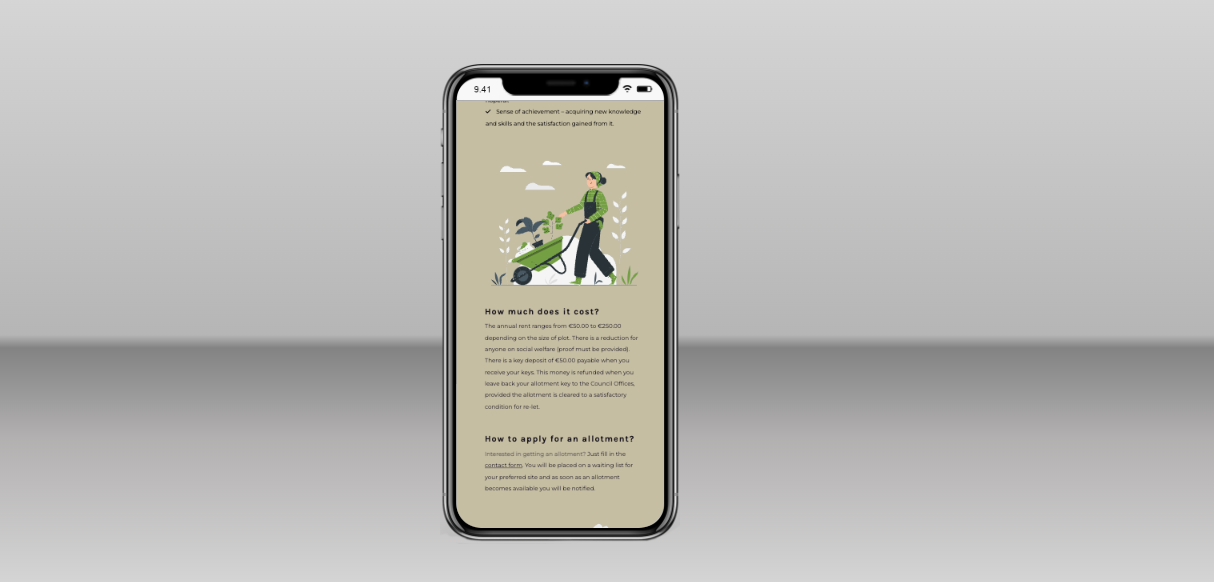 9.41
✓ Sense of achievement – acquiring new knowledge
and skills and the satisfaction gained from it.
How much does it cost?
The annual rent ranges from €50.00 to €250.00
depending on the size of plot. There is a reduction for
anyone on social welfare (proof must be provided).
There is a key deposit of €50.00 payable when you
receive your keys. This money is refunded when you
leave back your allotment key to the Council Offices,
provided the allotment is cleared to a satisfactory
condition for re-let.
How to apply for an allotment?
Interested in getting an allotment? Just fill in the
contact form. You will be placed on a waiting list for
your preferred site and as soon as an allotment
becomes available you will be notified.